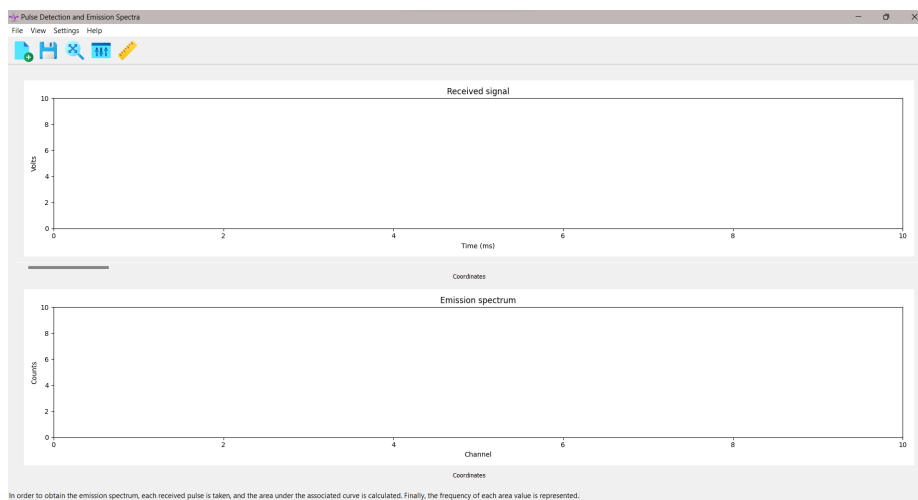 Pulse Detection and Emission Spectra
File View Settings Help
Received signal
10
8
6
4
2
0
Volts
0 2 4 6 8 10
Time (ms)
Coordinates
Emission spectrum
10
8
6
4
2
0
Counts
0 2 4 6 8 10
Channel
Coordinates
In order to obtain the emission spectrum, each received pulse is taken, and the area under the associated curve is calculated. Finally, the frequency of each area value is represented.